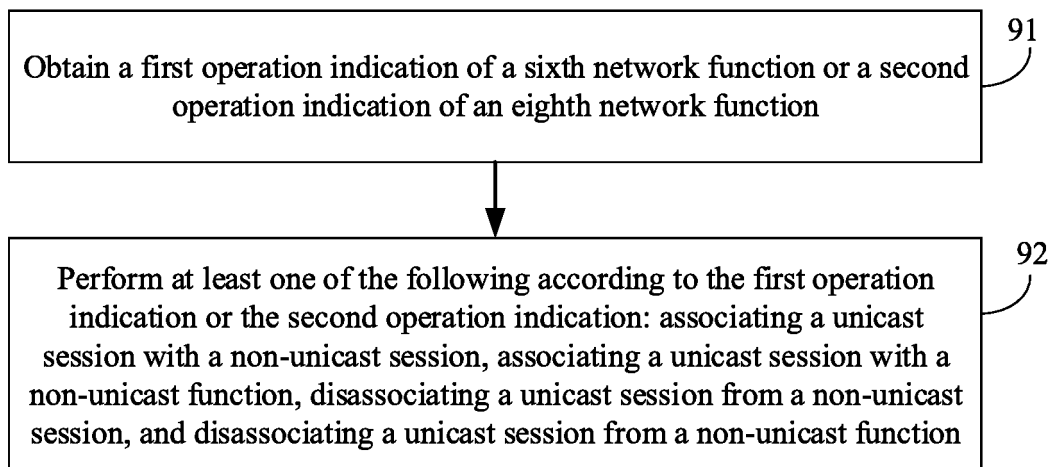 91
Obtain a first operation indication of a sixth network function or a second
operation indication of an eighth network function
92
Perform at least one of the following according to the first operation
indication or the second operation indication: associating a unicast
session with a non-unicast session, associating a unicast session with a
non-unicast function, disassociating a unicast session from a non-unicast
session, and disassociating a unicast session from a non-unicast function